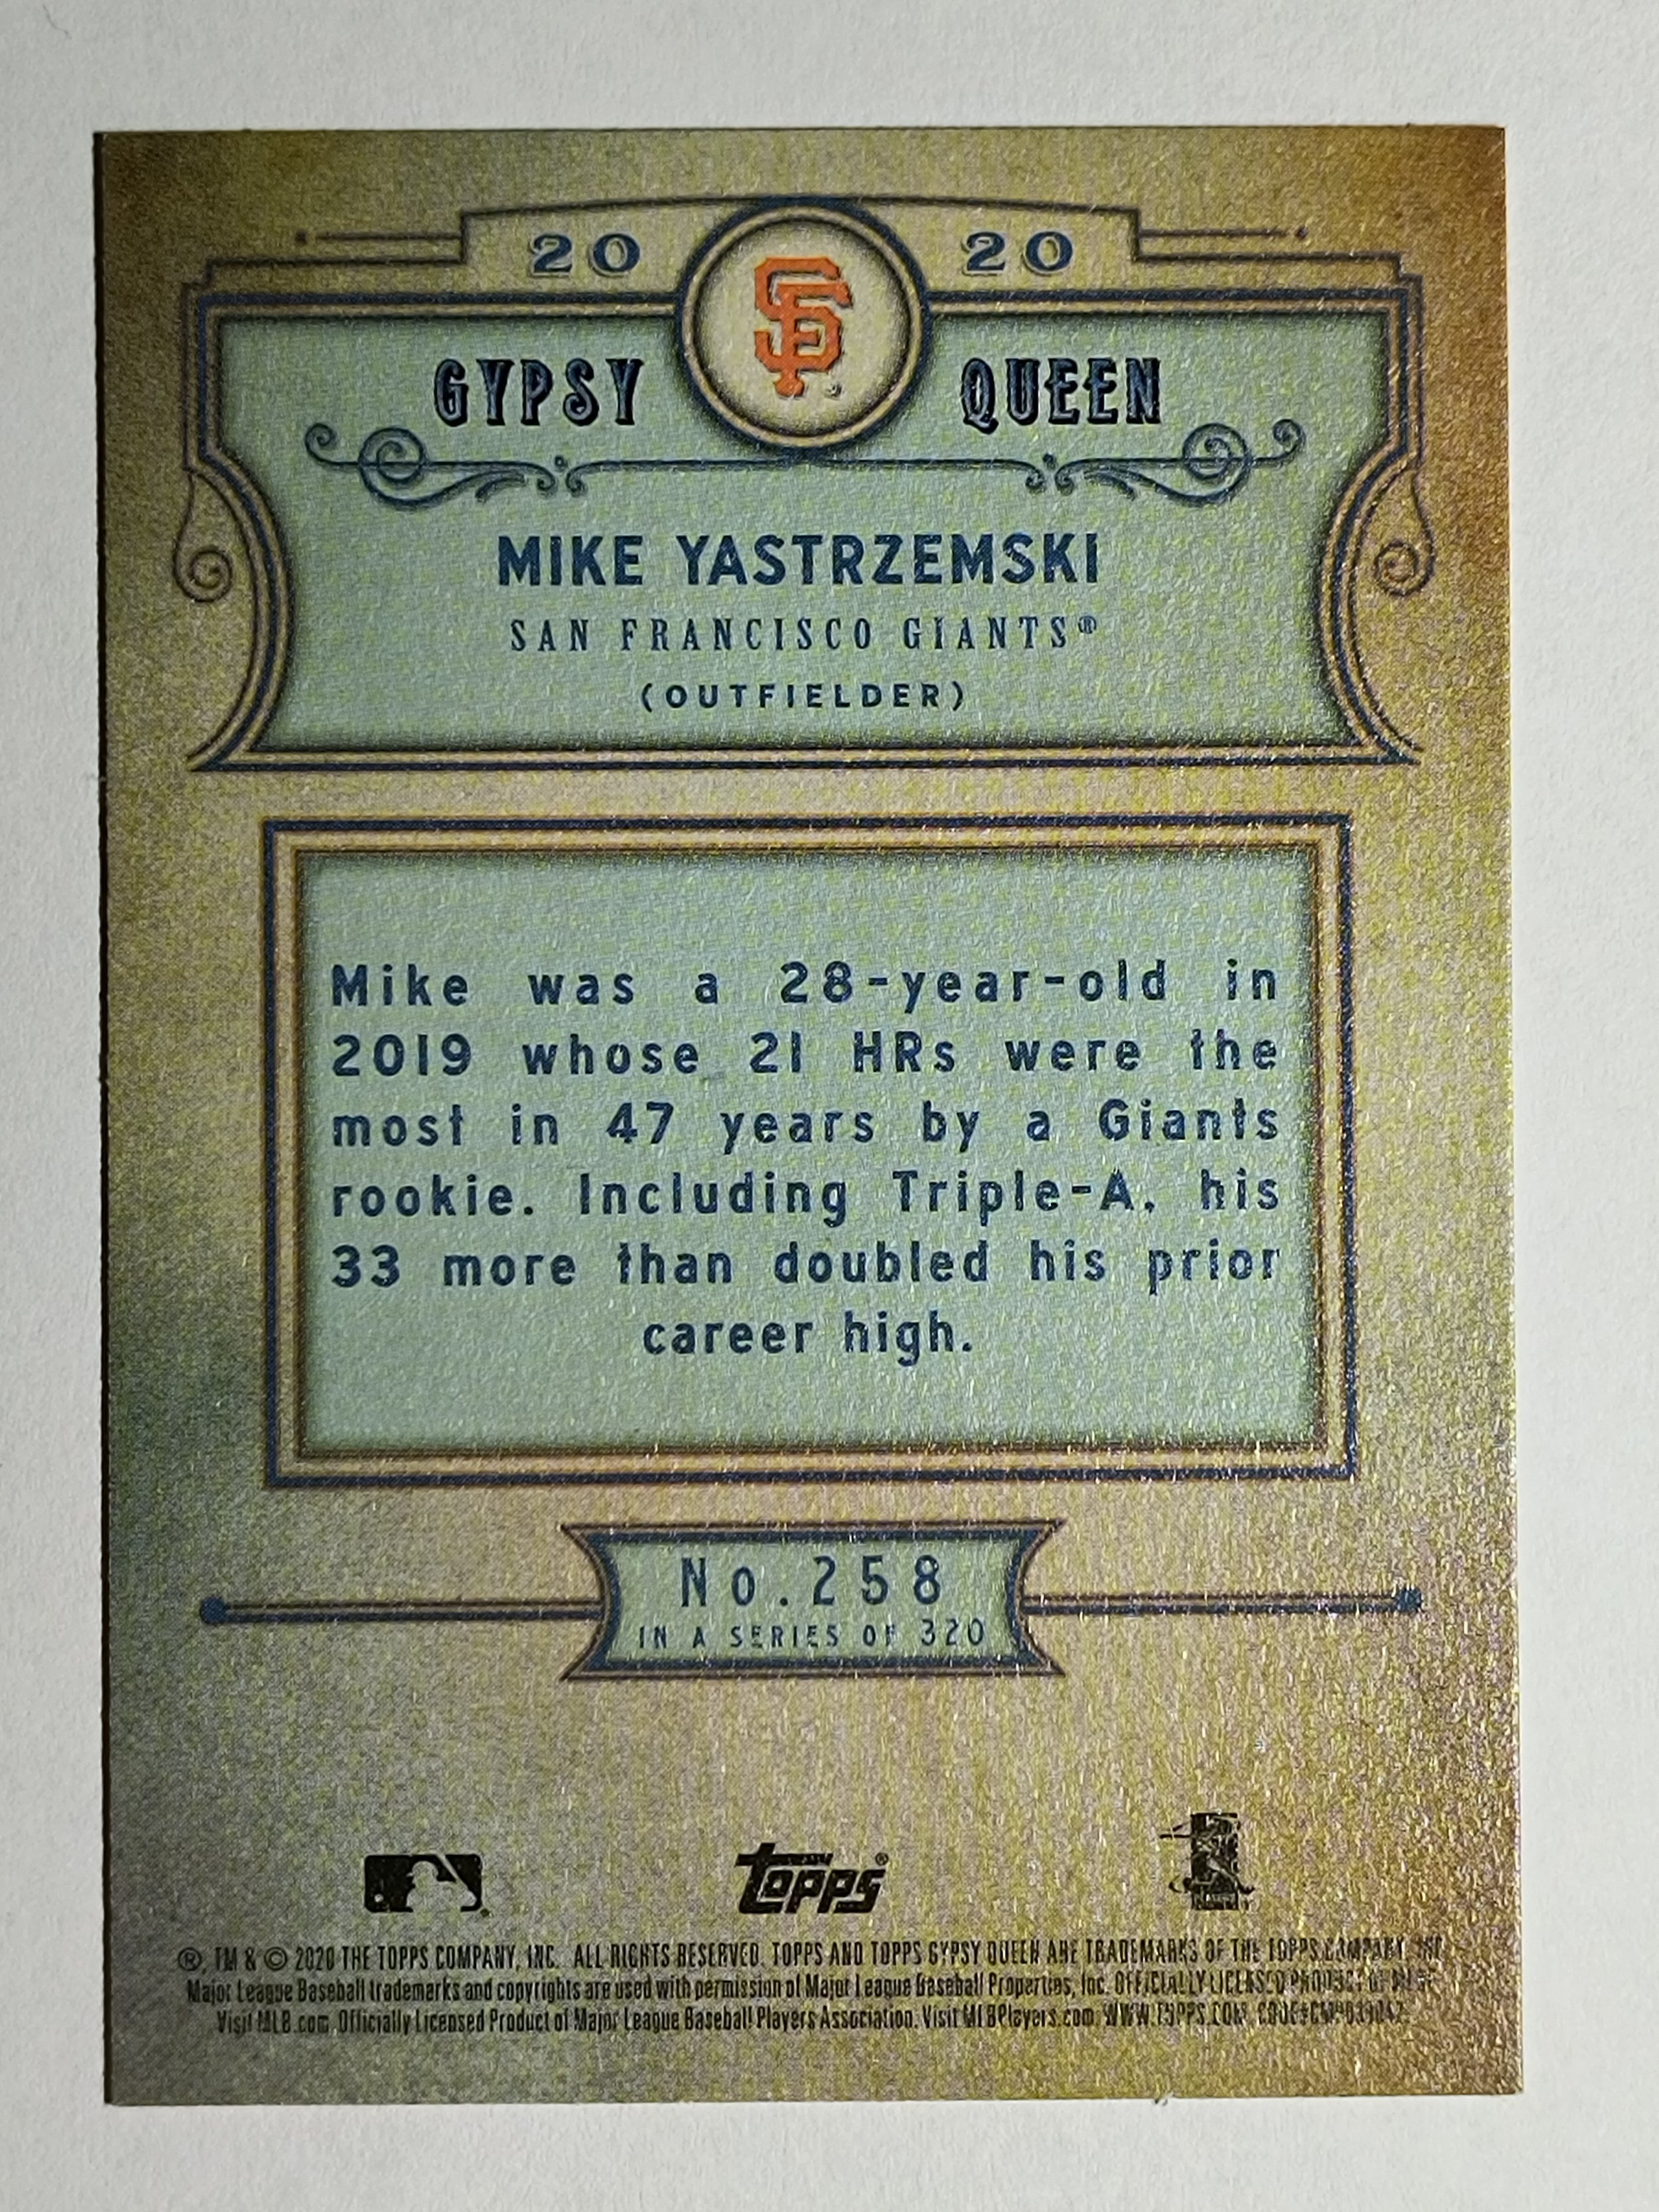 20 SF 20
GYPSY QUEEN
MIKE YASTRZEMSKI
SAN FRANCISCO GIANTS®
(OUTFIELDER)
Mike was a 28-year-old in
2019 whose 21 HRs were the
most in 47 years by a Giants
rookie. Including Triple-A, his
33 more than doubled his prior
career high.
No.258
IN A SERIES OF 320
Topps®
®, TM & © 2020 THE TOPPS COMPANY, INC. ALL RIGHTS RESERVED. TOPPS AND TOPPS GYPSY QUEEN ARE TRADEMARKS OF THE TOPPS COMPANY, INC.
Major League Baseball trademarks and copyrights are used with permission of Major League Baseball Properties, Inc. OFFICIALLY LICENSED PRODUCT OF
Visit MLB.com. Officially Licensed Product of Major League Baseball Players Association. Visit MLBPlayers.com. WWW.TOPPS.COM.